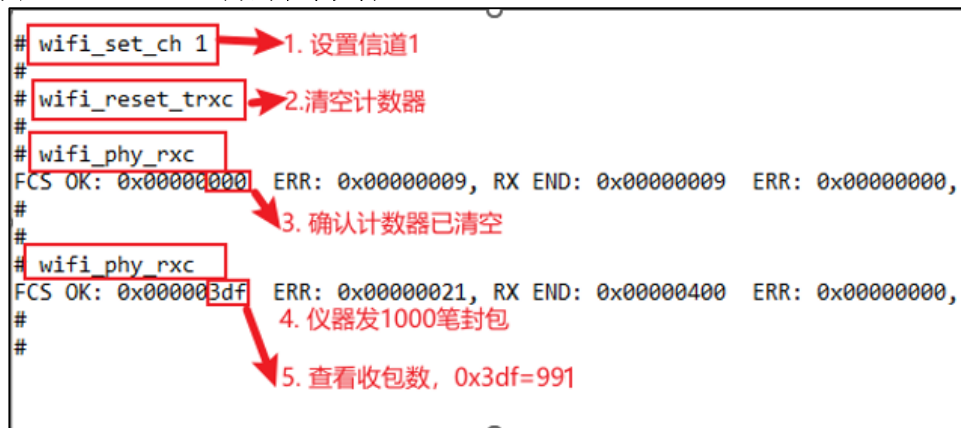 # wifi_set_ch 1 1. 设置信道1
#
# wifi_reset_trxc 2.清空计数器
#
# wifi_phy_rxc
FCS OK: 0x00000000 ERR: 0x00000009, RX END: 0x00000009 ERR: 0x00000000,
# 3. 确认计数器已清空
#
# wifi_phy_rxc
FCS OK: 0x000003df ERR: 0x00000021, RX END: 0x00000400 ERR: 0x00000000,
# 4. 仪器发1000笔封包
#
5. 查看收包数，0x3df=991